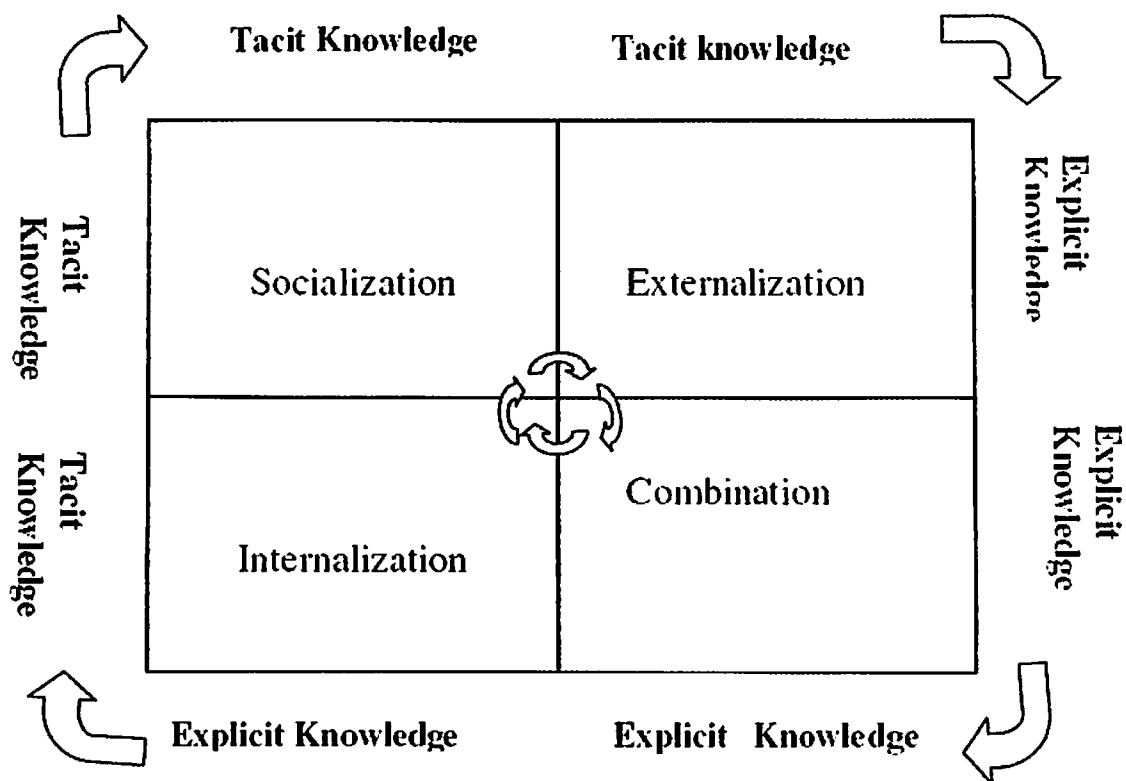 Tacit Knowledge
Tacit knowledge
Explicit
Knowledge
Tacit
Knowledge
Socialization
Externalization
Explicit
Knowledge
Tacit
Knowledge
Combination
Internalization
Explicit Knowledge
Explicit Knowledge